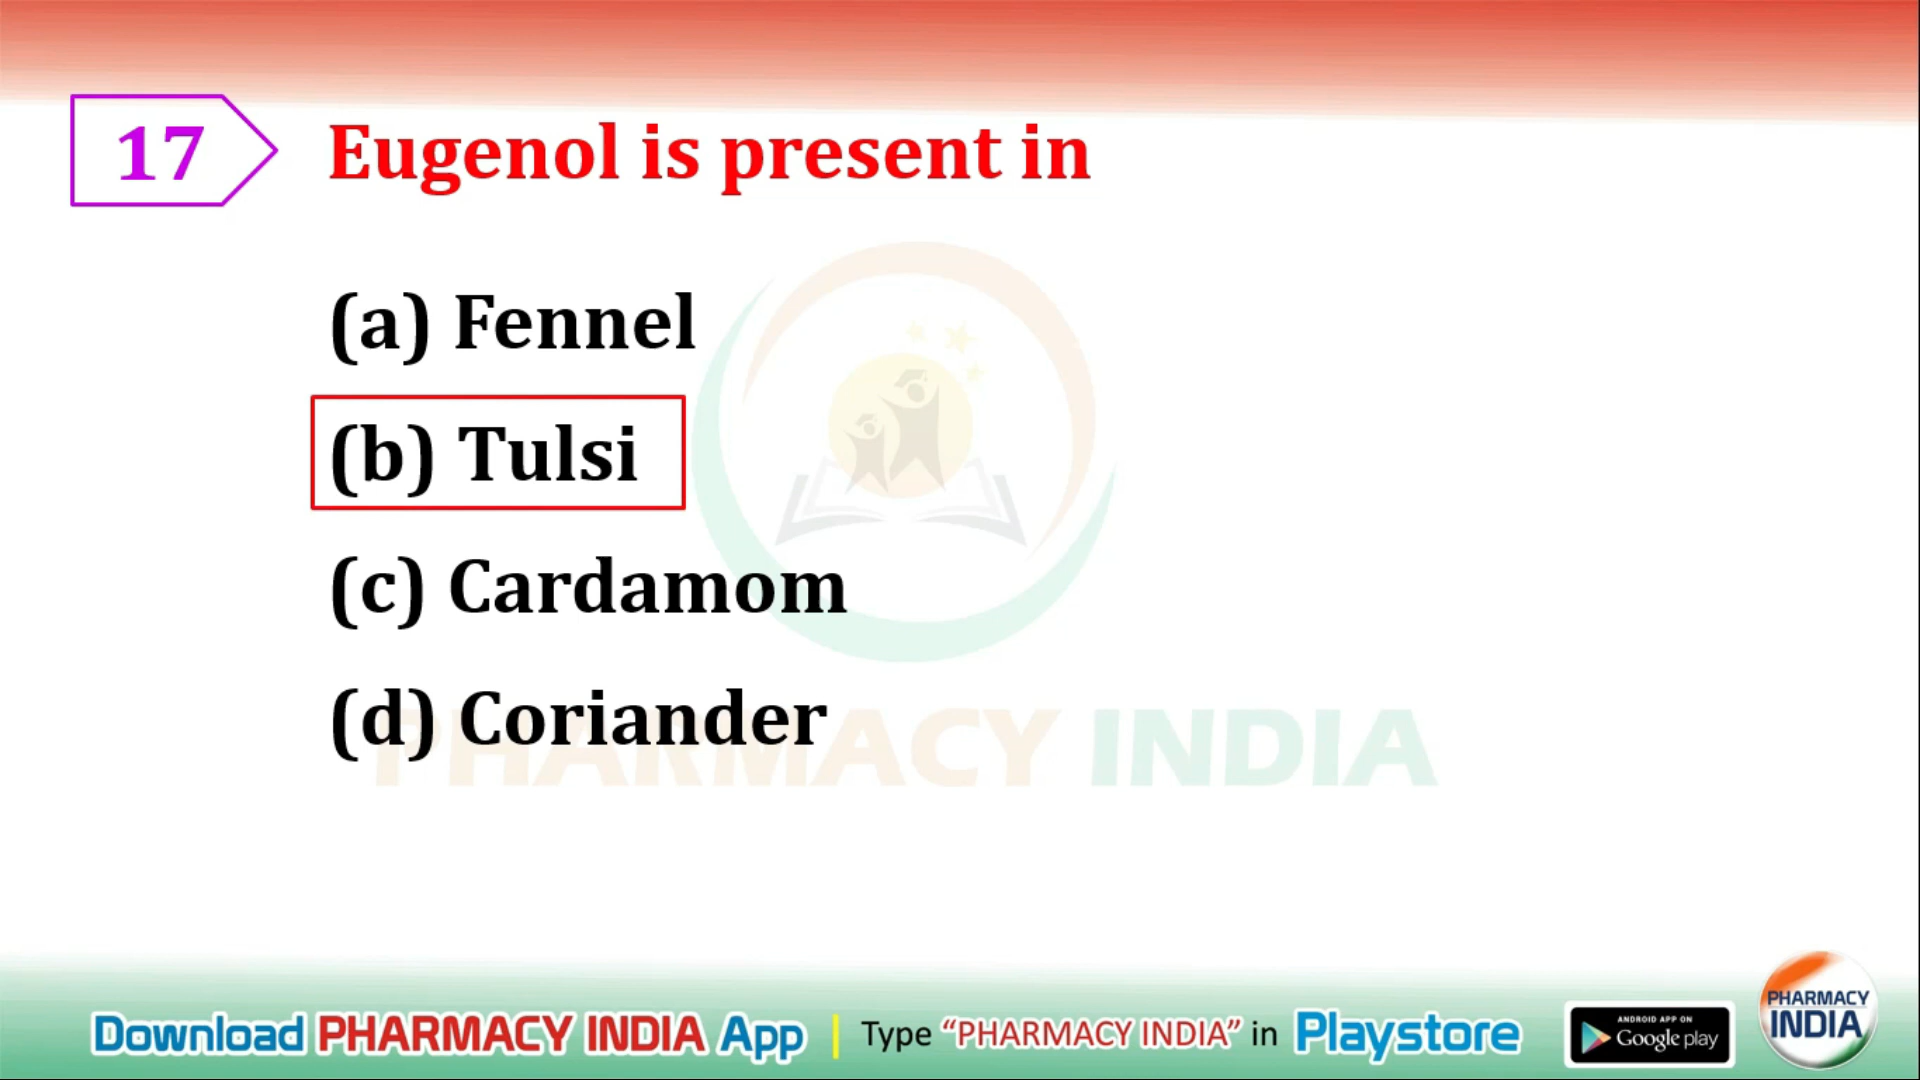 17 Eugenol is present in
(a) Fennel
(b) Tulsi
(c) Cardamom
(d) Coriander
PHARMACY INDIA
Download PHARMACY INDIA App | Type “PHARMACY INDIA” in Playstore
ANDROID APP ON
Google play
PHARMACY
INDIA